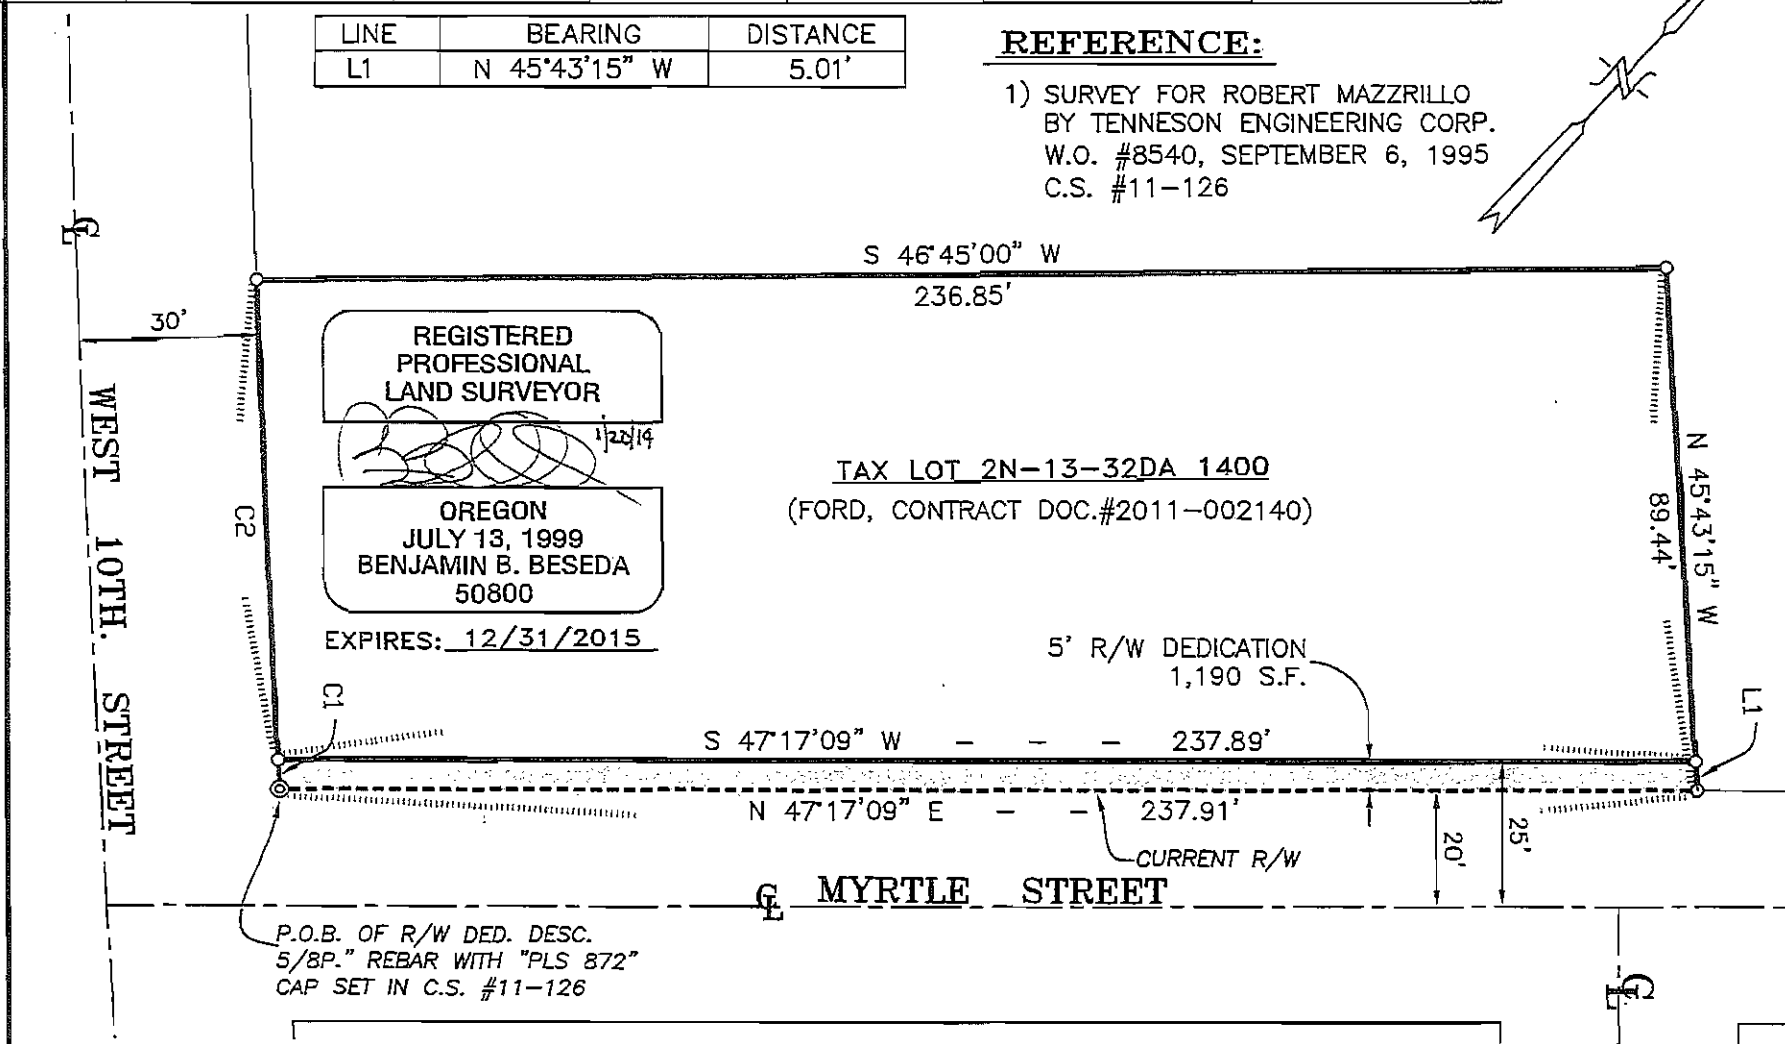 LINE BEARING DISTANCE
L1 N 45°43'15" W 5.01'
REFERENCE:
1) SURVEY FOR ROBERT MAZZRILLO
BY TENNESON ENGINEERING CORP.
W.O. #8540, SEPTEMBER 6, 1995
C.S. #11-126
N
CL
S 46°45'00" W
236.85'
30'
REGISTERED
PROFESSIONAL
LAND SURVEYOR
1/20/14
OREGON
JULY 13, 1999
BENJAMIN B. BESEDA
50800
EXPIRES: 12/31/2015
WEST 10TH. STREET
C2
TAX LOT 2N-13-32DA 1400
(FORD, CONTRACT DOC.#2011-002140)
N 45°43'15" W
89.44'
5' R/W DEDICATION
1,190 S.F.
C1
L1
S 47°17'09" W - - - 237.89'
N 47°17'09" E - - 237.91'
CURRENT R/W
20'
25'
CL MYRTLE STREET
P.O.B. OF R/W DED. DESC.
5/8P." REBAR WITH "PLS 872"
CAP SET IN C.S. #11-126
CL